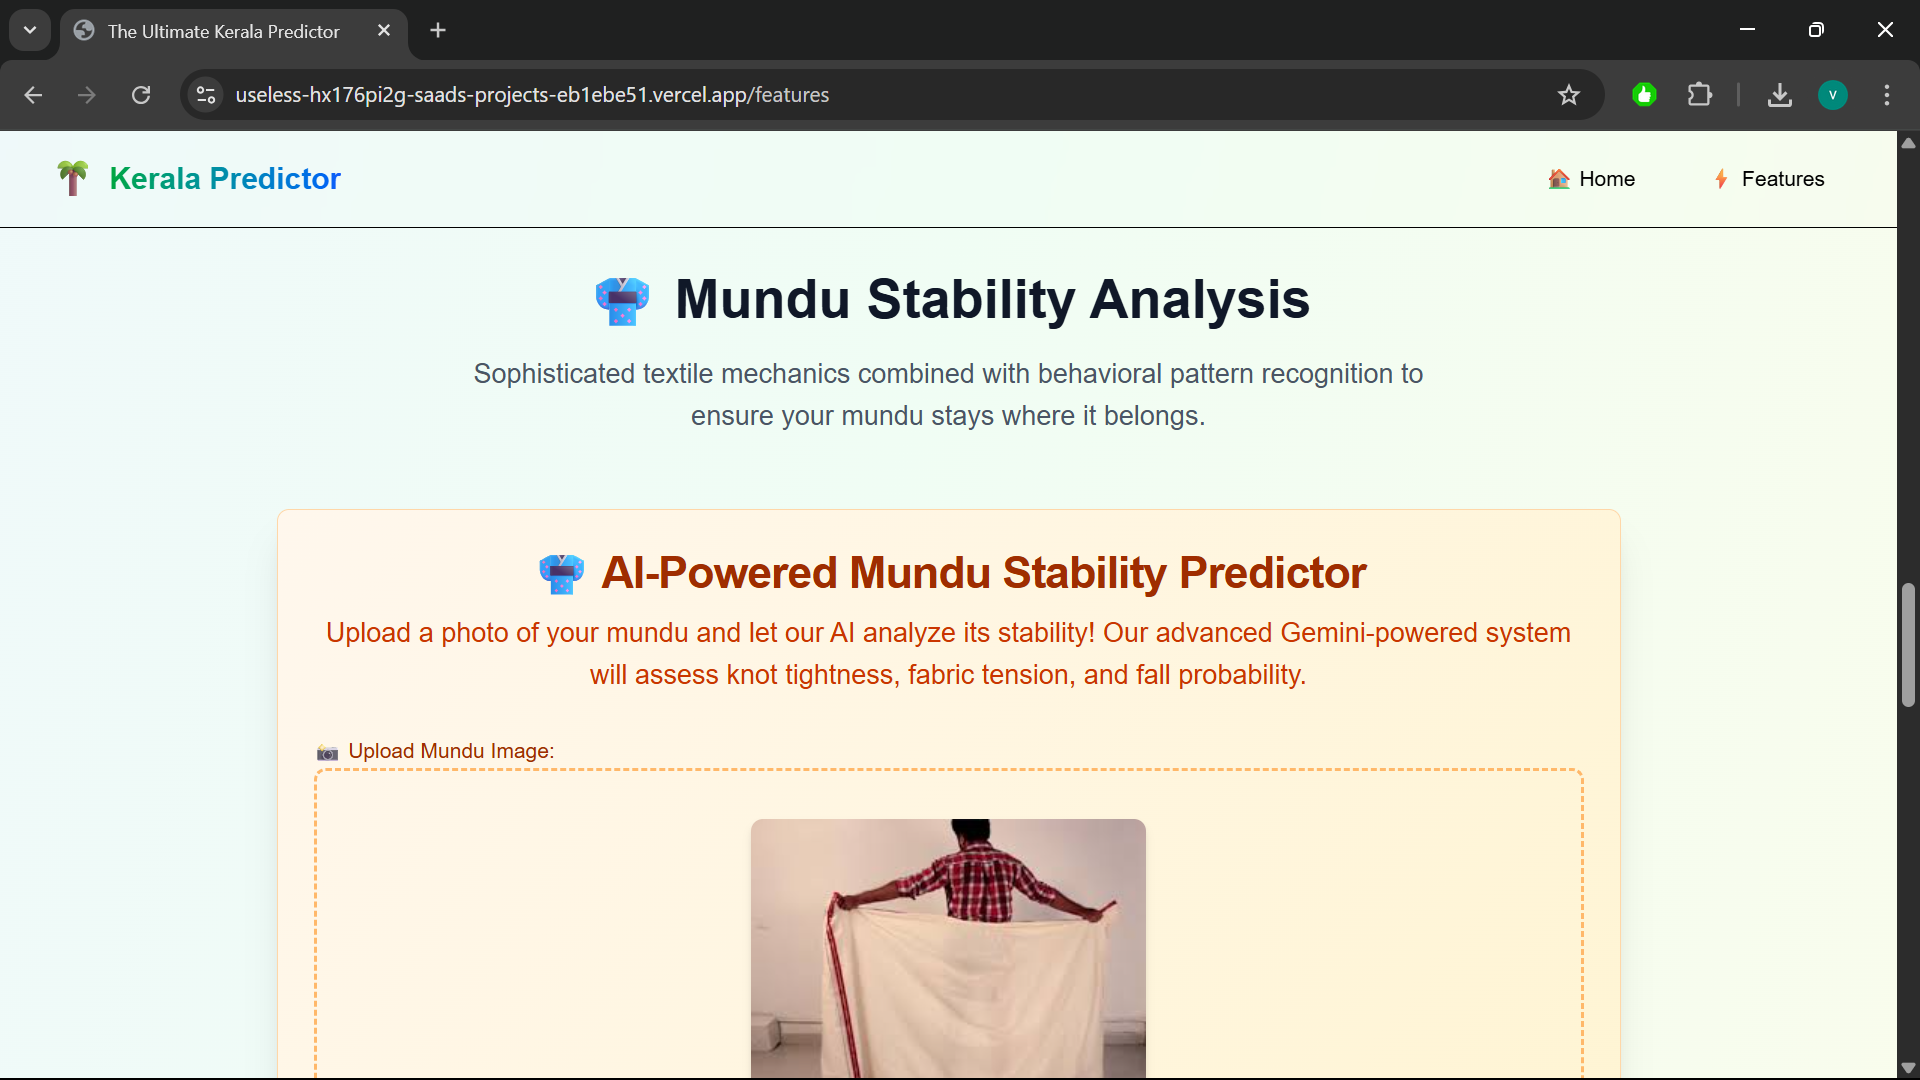 The Ultimate Kerala Predictor
useless-hx176pi2g-saads-projects-eb1ebe51.vercel.app/features
V
Kerala Predictor
Home
Features
Mundu Stability Analysis
Sophisticated textile mechanics combined with behavioral pattern recognition to
ensure your mundu stays where it belongs.
AI-Powered Mundu Stability Predictor
Upload a photo of your mundu and let our AI analyze its stability! Our advanced Gemini-powered system
will assess knot tightness, fabric tension, and fall probability.
Upload Mundu Image: